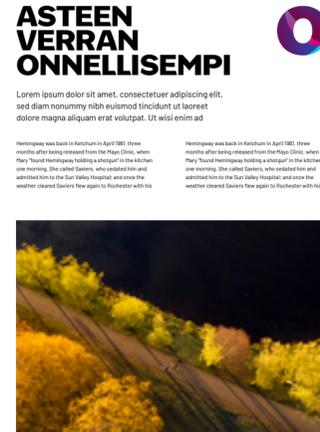 ASTEEN
VERRAN
ONNELLISEMPI
Lorem ipsum dolor sit amet, consectetuer adipiscing elit,
sed diam nonummy nibh euismod tincidunt ut laoreet
dolore magna aliquam erat volutpat. Ut wisi enim ad
Hemingway was back in Ketchum in April 1961, three
months after being released from the Mayo Clinic, when
Mary "found Hemingway holding a shotgun" in the kitchen
one morning. She called Saviers, who sedated him and
admitted him to the Sun Valley Hospital; and once the
weather cleared Saviers flew again to Rochester with his
Hemingway was back in Ketchum in April 1961, three
months after being released from the Mayo Clinic, when
Mary "found Hemingway holding a shotgun" in the kitchen
one morning. She called Saviers, who sedated him and
admitted him to the Sun Valley Hospital; and once the
weather cleared Saviers flew again to Rochester with his